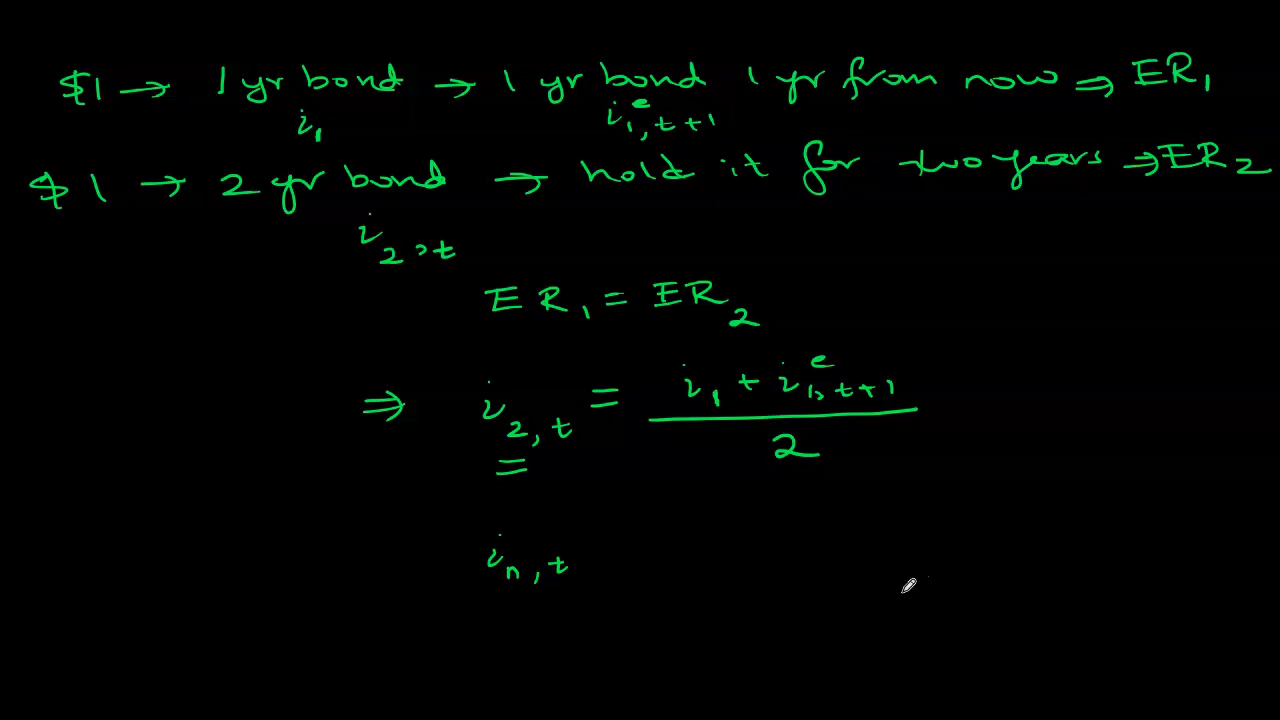 $1 → 1 yr bond → 1 yr bond 1 yr from now ⇒ ER₁
i₁ iᵉ₁,t+1
$1 → 2 yr bond → hold it for two years → ER₂
i₂,t
ER₁ = ER₂
⇒ i₂,t = (i₁ + iᵉ₁,t+1) / 2
iₙ,t